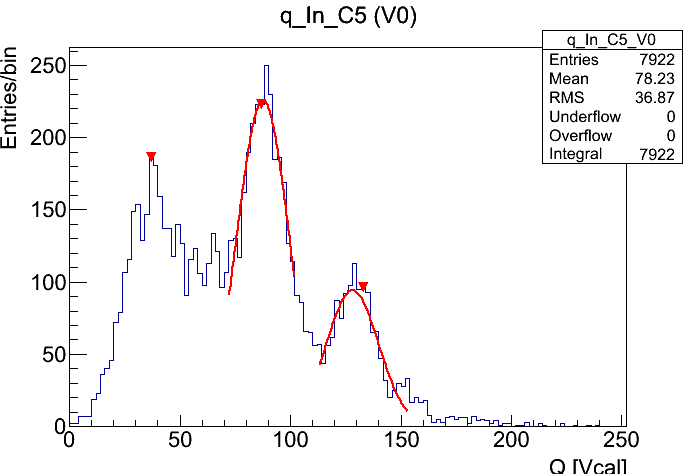 q_In_C5 (V0)
q_In_C5_V0
Entries 7922
Mean 78.23
RMS 36.87
Underflow 0
Overflow 0
Integral 7922
Entries/bin
250
200
150
100
50
0
0 50 100 150 200 250
Q [Vcal]